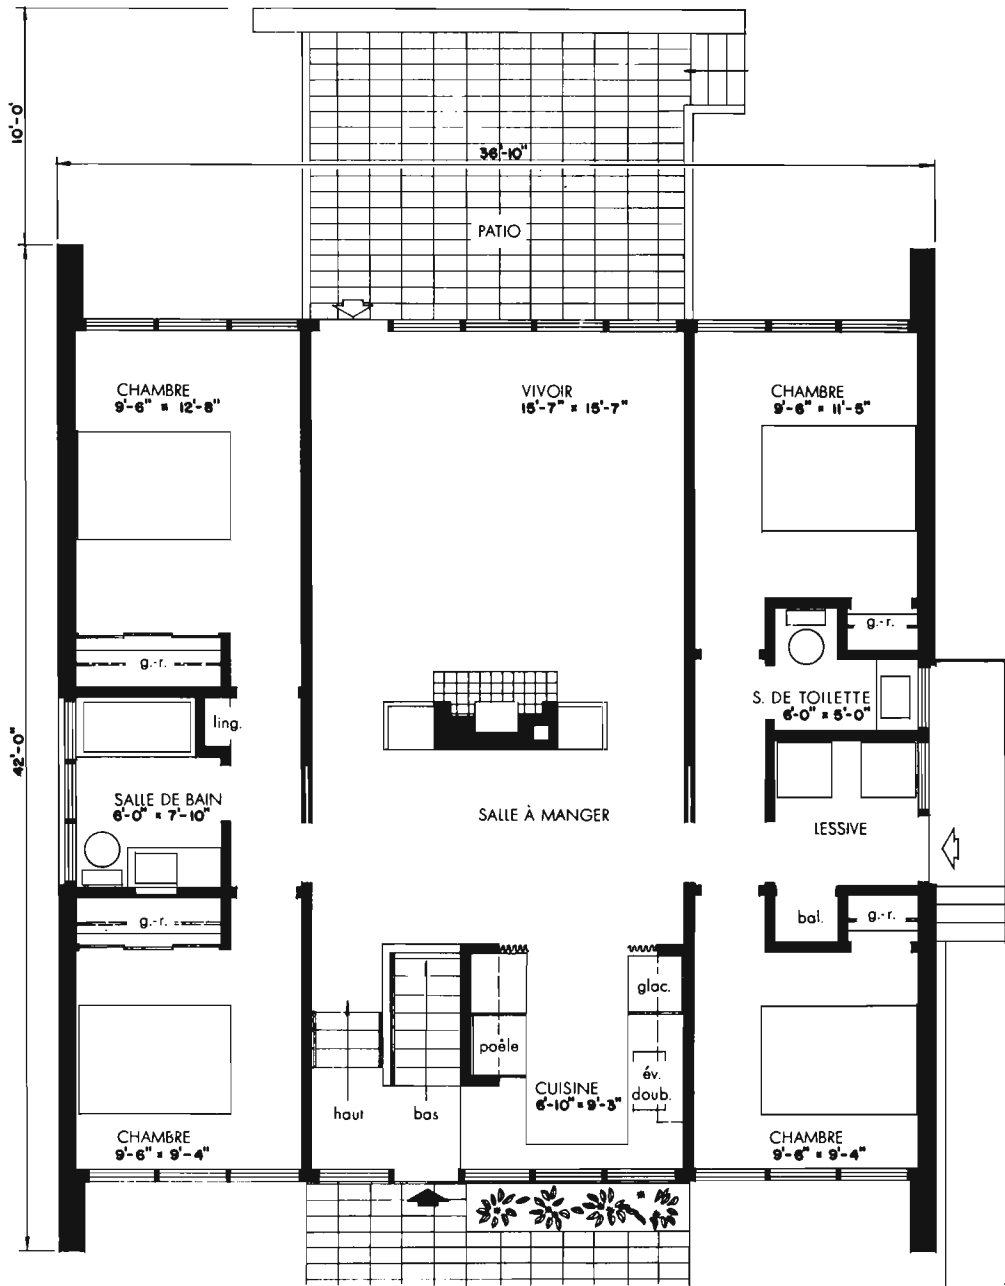 10'-0"
36'-10"
PATIO
CHAMBRE
9'-6" x 12'-8"
VIVOIR
15'-7" x 15'-7"
CHAMBRE
9'-6" x 11'-5"
g.-r.
g.-r.
ling.
S. DE TOILETTE
6'-0" x 5'-0"
42'-0"
SALLE DE BAIN
6'-0" x 7'-10"
SALLE À MANGER
LESSIVE
g.-r.
bal.
g.-r.
glac.
poêle
év.
doub.
CUISINE
6'-10" x 9'-3"
haut
bas
CHAMBRE
9'-6" x 9'-4"
CHAMBRE
9'-6" x 9'-4"